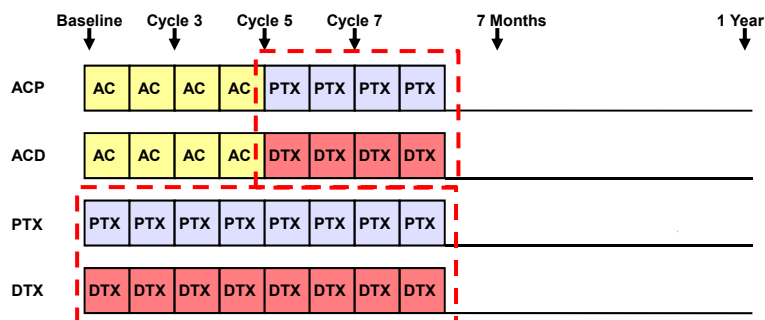 Baseline Cycle 3 Cycle 5 Cycle 7 7 Months 1 Year
ACP AC AC AC AC PTX PTX PTX PTX
ACD AC AC AC AC DTX DTX DTX DTX
PTX PTX PTX PTX PTX PTX PTX PTX PTX
DTX DTX DTX DTX DTX DTX DTX DTX DTX